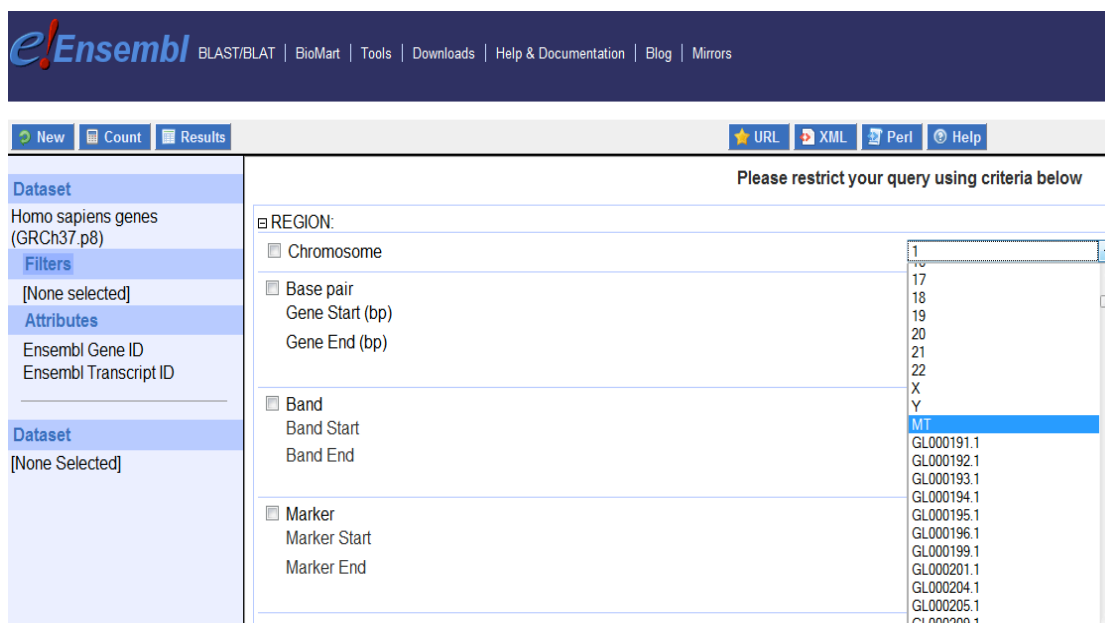 e!Ensembl BLAST/BLAT | BioMart | Tools | Downloads | Help & Documentation | Blog | Mirrors
New Count Results URL XML Perl Help
Please restrict your query using criteria below
Dataset
Homo sapiens genes
(GRCh37.p8)
Filters
[None selected]
Attributes
Ensembl Gene ID
Ensembl Transcript ID
Dataset
[None Selected]
REGION:
Chromosome
Base pair
Gene Start (bp)
Gene End (bp)
Band
Band Start
Band End
Marker
Marker Start
Marker End
1
17
18
19
20
21
22
X
Y
MT
GL000191.1
GL000192.1
GL000193.1
GL000194.1
GL000195.1
GL000196.1
GL000199.1
GL000201.1
GL000204.1
GL000205.1